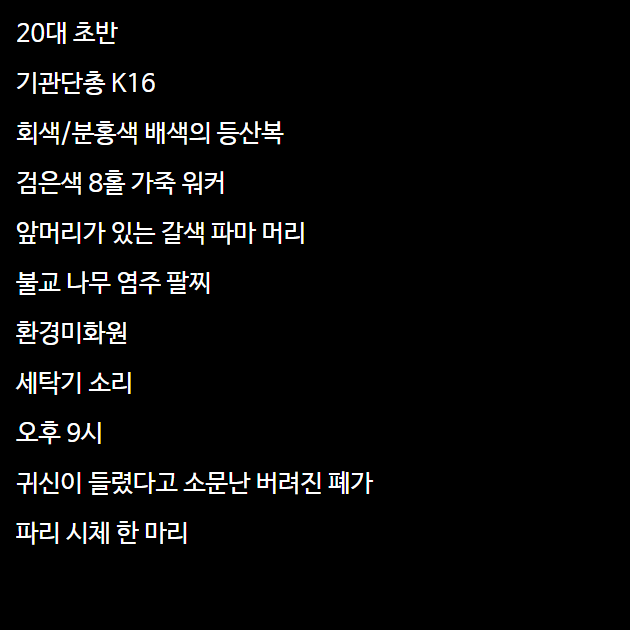 20대 초반
기관단총 K16
회색/분홍색 배색의 등산복
검은색 8홀 가죽 워커
앞머리가 있는 갈색 파마 머리
불교 나무 염주 팔찌
환경미화원
세탁기 소리
오후 9시
귀신이 들렸다고 소문난 버려진 폐가
파리 시체 한 마리